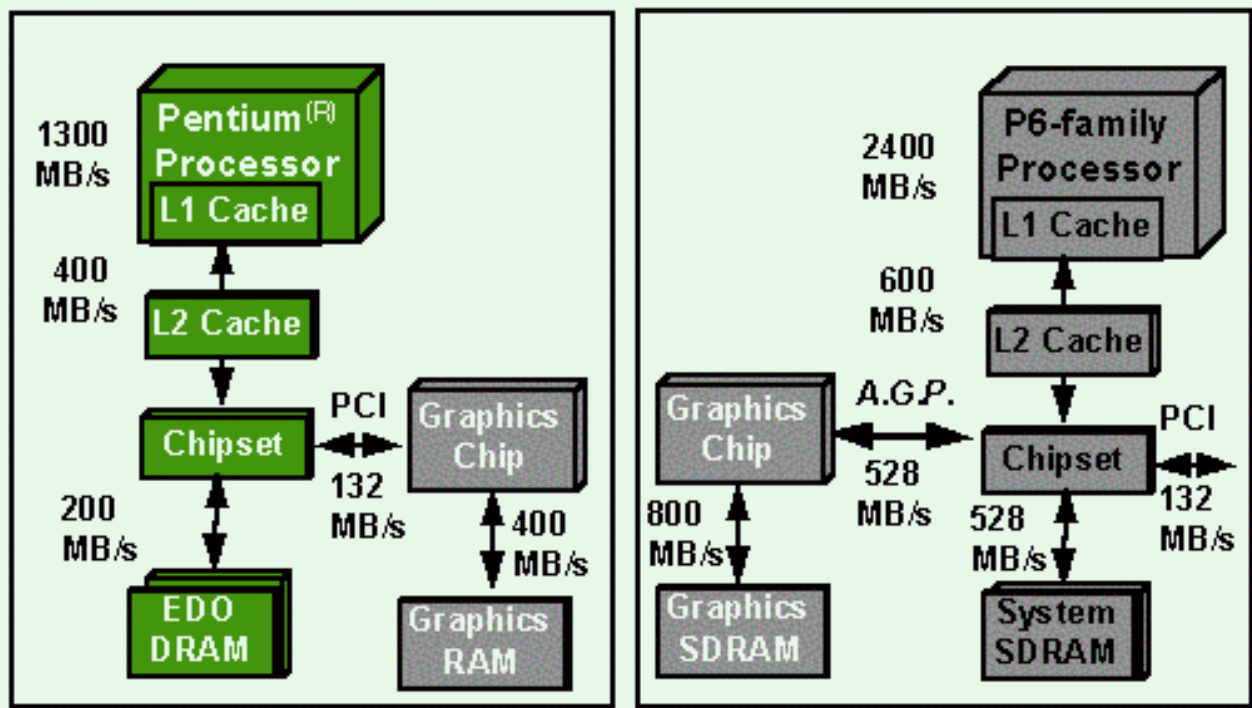 1300
MB/s
Pentium(R)
Processor
L1 Cache
400
MB/s
L2 Cache
Chipset
PCI
132
MB/s
Graphics
Chip
200
MB/s
400
MB/s
EDO
DRAM
Graphics
RAM
2400
MB/s
P6-family
Processor
L1 Cache
600
MB/s
L2 Cache
Graphics
Chip
A.G.P.
528
MB/s
Chipset
PCI
132
MB/s
800
MB/s
528
MB/s
Graphics
SDRAM
System
SDRAM